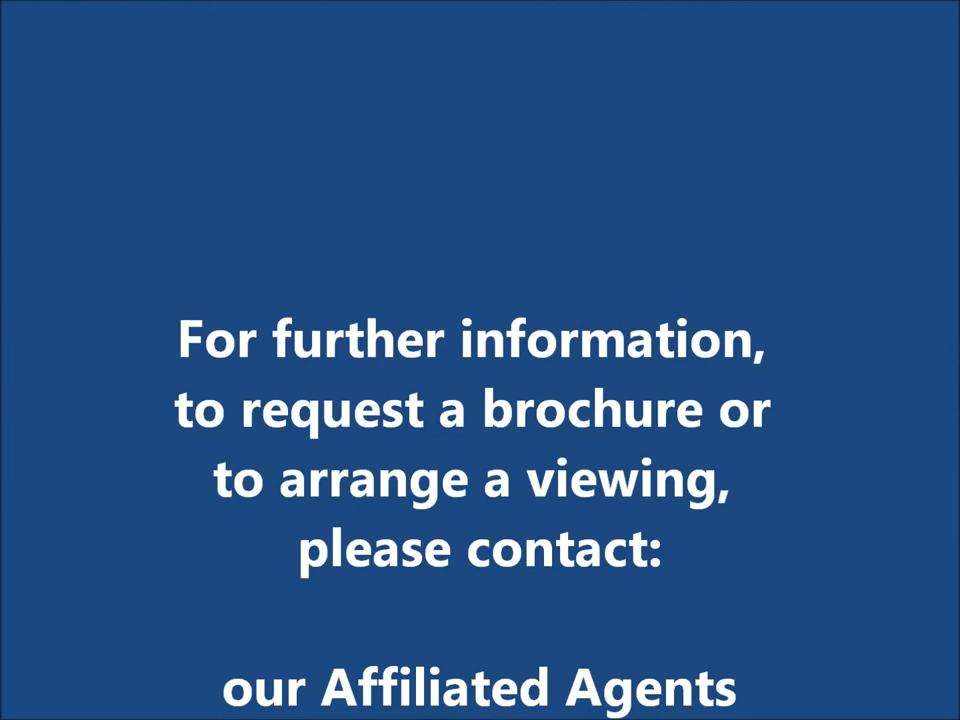 For further information,
to request a brochure or
to arrange a viewing,
please contact:
our Affiliated Agents